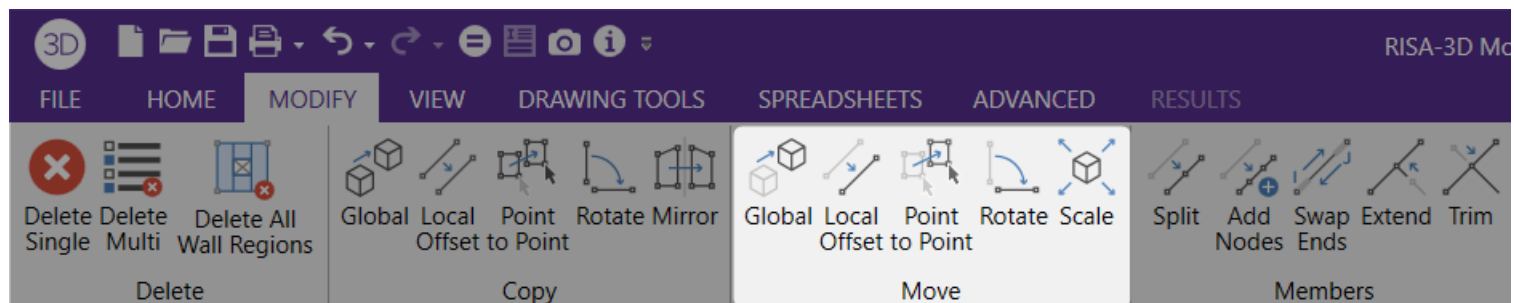 3D
RISA-3D Mo
FILE HOME MODIFY VIEW DRAWING TOOLS SPREADSHEETS ADVANCED RESULTS
Delete Single Delete Multi Delete All Wall Regions Global Local Offset Point to Point Rotate Mirror Global Local Offset Point to Point Rotate Scale Split Add Nodes Swap Ends Extend Trim
Delete Copy Move Members